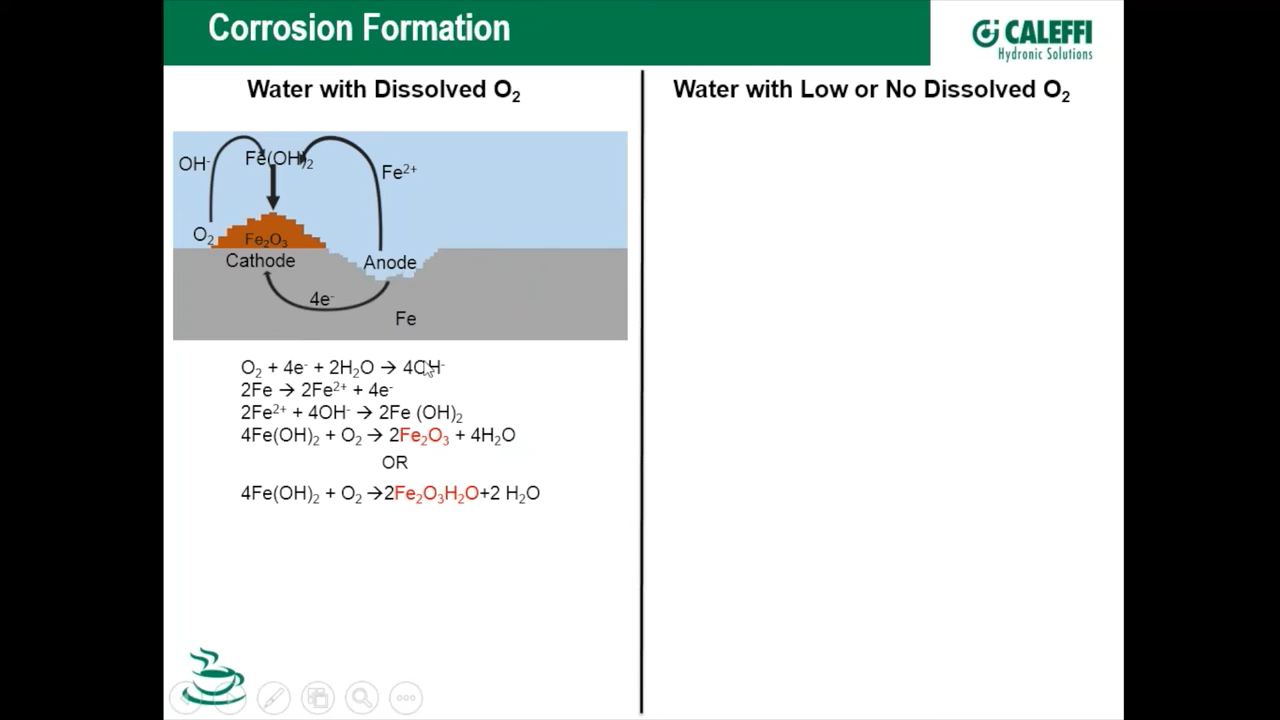 Corrosion Formation
CALEFFI
Hydronic Solutions
Water with Dissolved O₂
Water with Low or No Dissolved O₂
OH⁻
Fe(OH)₂
Fe²⁺
O₂
Fe₂O₃
Cathode
Anode
4e⁻
Fe
O₂ + 4e⁻ + 2H₂O → 4OH⁻
2Fe → 2Fe²⁺ + 4e⁻
2Fe²⁺ + 4OH⁻ → 2Fe (OH)₂
4Fe(OH)₂ + O₂ → 2Fe₂O₃ + 4H₂O
OR
4Fe(OH)₂ + O₂ →2Fe₂O₃H₂O+2 H₂O